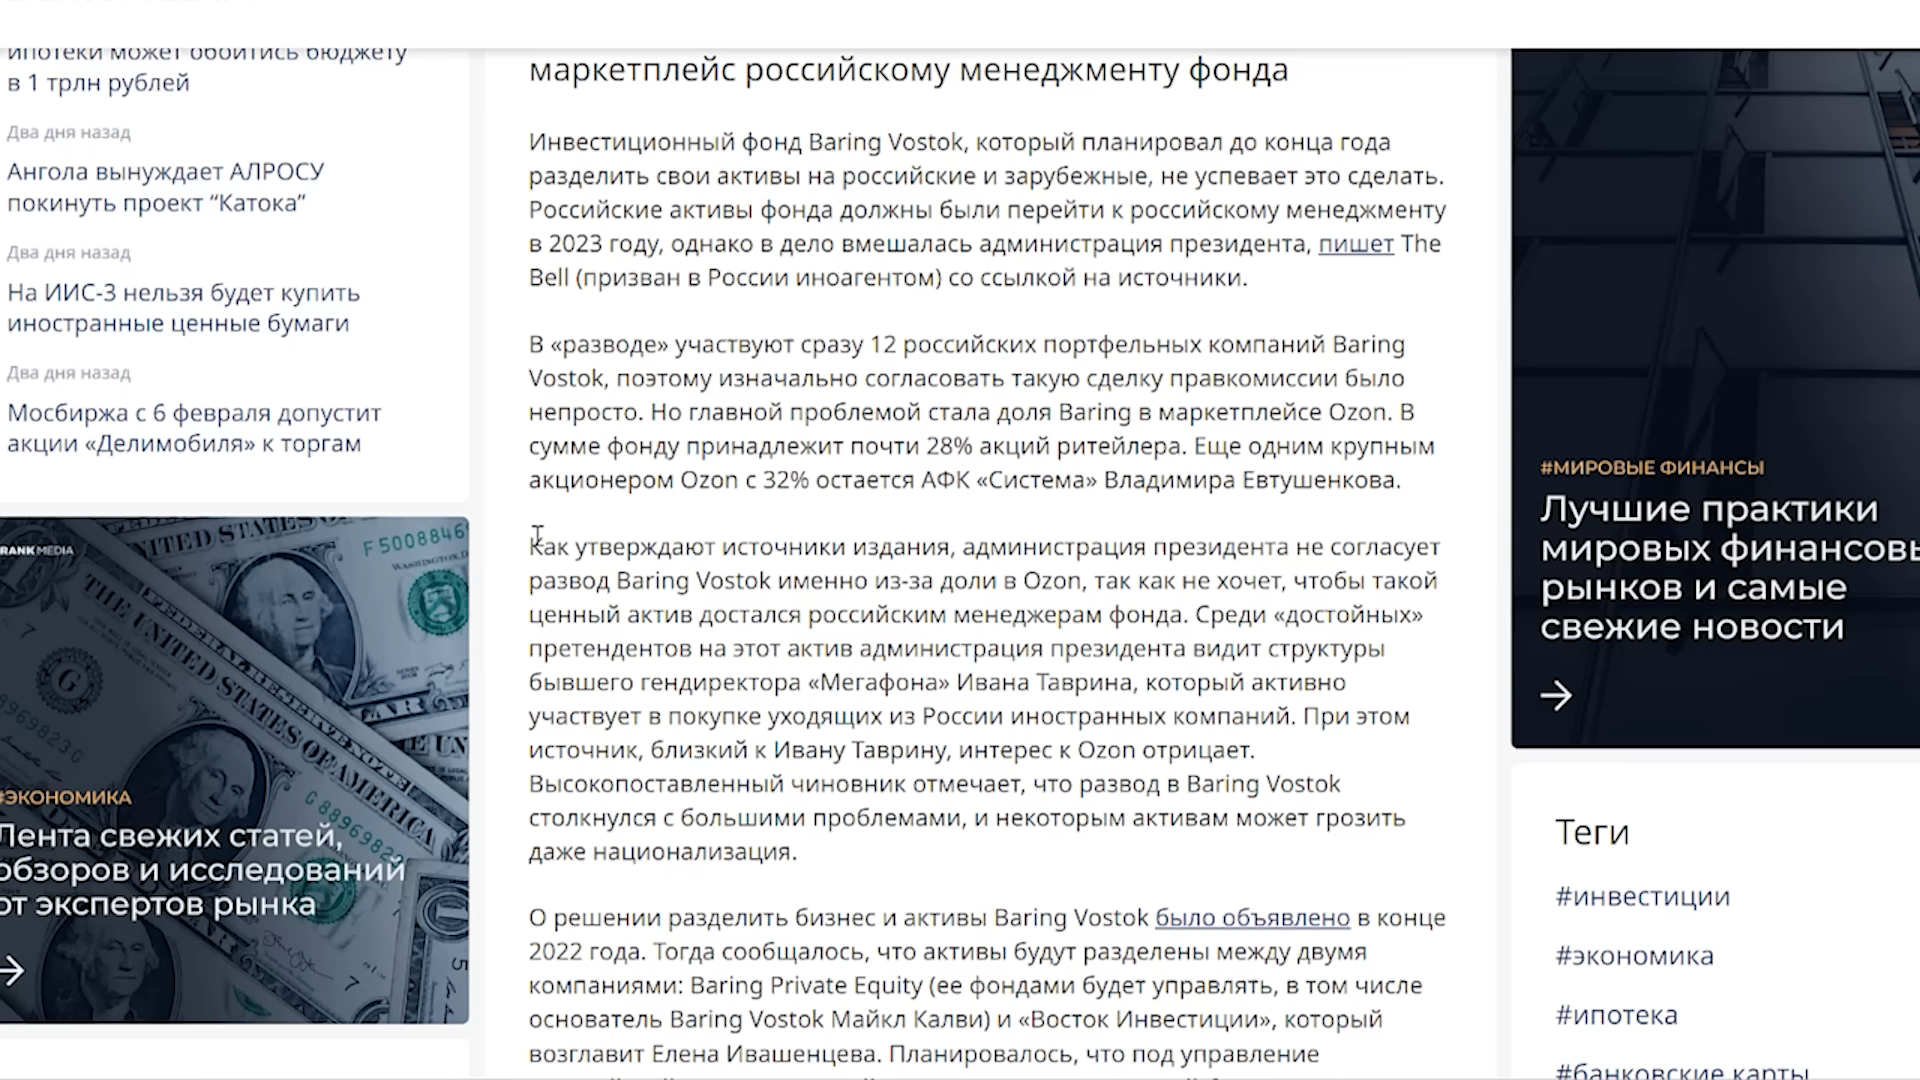 ипотеки может обойтись бюджету
в 1 трлн рублей
Два дня назад
Ангола вынуждает АЛРОСУ
покинуть проект “Катока”
Два дня назад
На ИИС-3 нельзя будет купить
иностранные ценные бумаги
Два дня назад
Мосбиржа с 6 февраля допустит
акции «Делимобиля» к торгам
RANK MEDIA
#ЭКОНОМИКА
Лента свежих статей,
обзоров и исследований
от экспертов рынка
маркетплейс российскому менеджменту фонда
Инвестиционный фонд Baring Vostok, который планировал до конца года
разделить свои активы на российские и зарубежные, не успевает это сделать.
Российские активы фонда должны были перейти к российскому менеджменту
в 2023 году, однако в дело вмешалась администрация президента, пишет The
Bell (призван в России иноагентом) со ссылкой на источники.
В «разводе» участвуют сразу 12 российских портфельных компаний Baring
Vostok, поэтому изначально согласовать такую сделку правкомиссии было
непросто. Но главной проблемой стала доля Baring в маркетплейсе Ozon. В
сумме фонду принадлежит почти 28% акций ритейлера. Еще одним крупным
акционером Ozon с 32% остается АФК «Система» Владимира Евтушенкова.
Как утверждают источники издания, администрация президента не согласует
развод Baring Vostok именно из-за доли в Ozon, так как не хочет, чтобы такой
ценный актив достался российским менеджерам фонда. Среди «достойных»
претендентов на этот актив администрация президента видит структуры
бывшего гендиректора «Мегафона» Ивана Таврина, который активно
участвует в покупке уходящих из России иностранных компаний. При этом
источник, близкий к Ивану Таврину, интерес к Ozon отрицает.
Высокопоставленный чиновник отмечает, что развод в Baring Vostok
столкнулся с большими проблемами, и некоторым активам может грозить
даже национализация.
О решении разделить бизнес и активы Baring Vostok было объявлено в конце
2022 года. Тогда сообщалось, что активы будут разделены между двумя
компаниями: Baring Private Equity (ее фондами будет управлять, в том числе
основатель Baring Vostok Майкл Калви) и «Восток Инвестиции», который
возглавит Елена Ивашенцева. Планировалось, что под управление
#МИРОВЫЕ ФИНАНСЫ
Лучшие практики
мировых финансовы
рынков и самые
свежие новости
Теги
#инвестиции
#экономика
#ипотека
#банковские карты